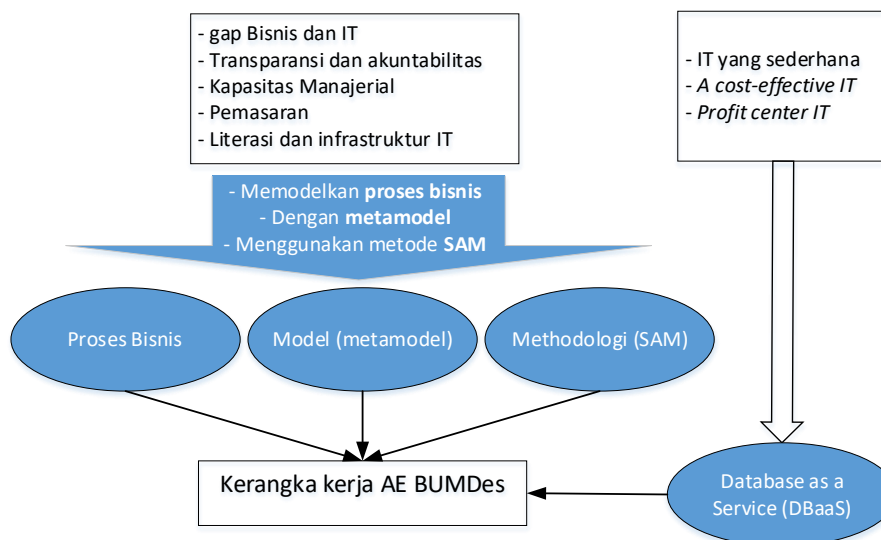 - gap Bisnis dan IT
- Transparansi dan akuntabilitas
- Kapasitas Manajerial
- Pemasaran
- Literasi dan infrastruktur IT
- IT yang sederhana
- A cost-effective IT
- Profit center IT
- Memodelkan proses bisnis
- Dengan metamodel
- Menggunakan metode SAM
Proses Bisnis
Model (metamodel)
Methodologi (SAM)
Kerangka kerja AE BUMDes
Database as a
Service (DBaaS)